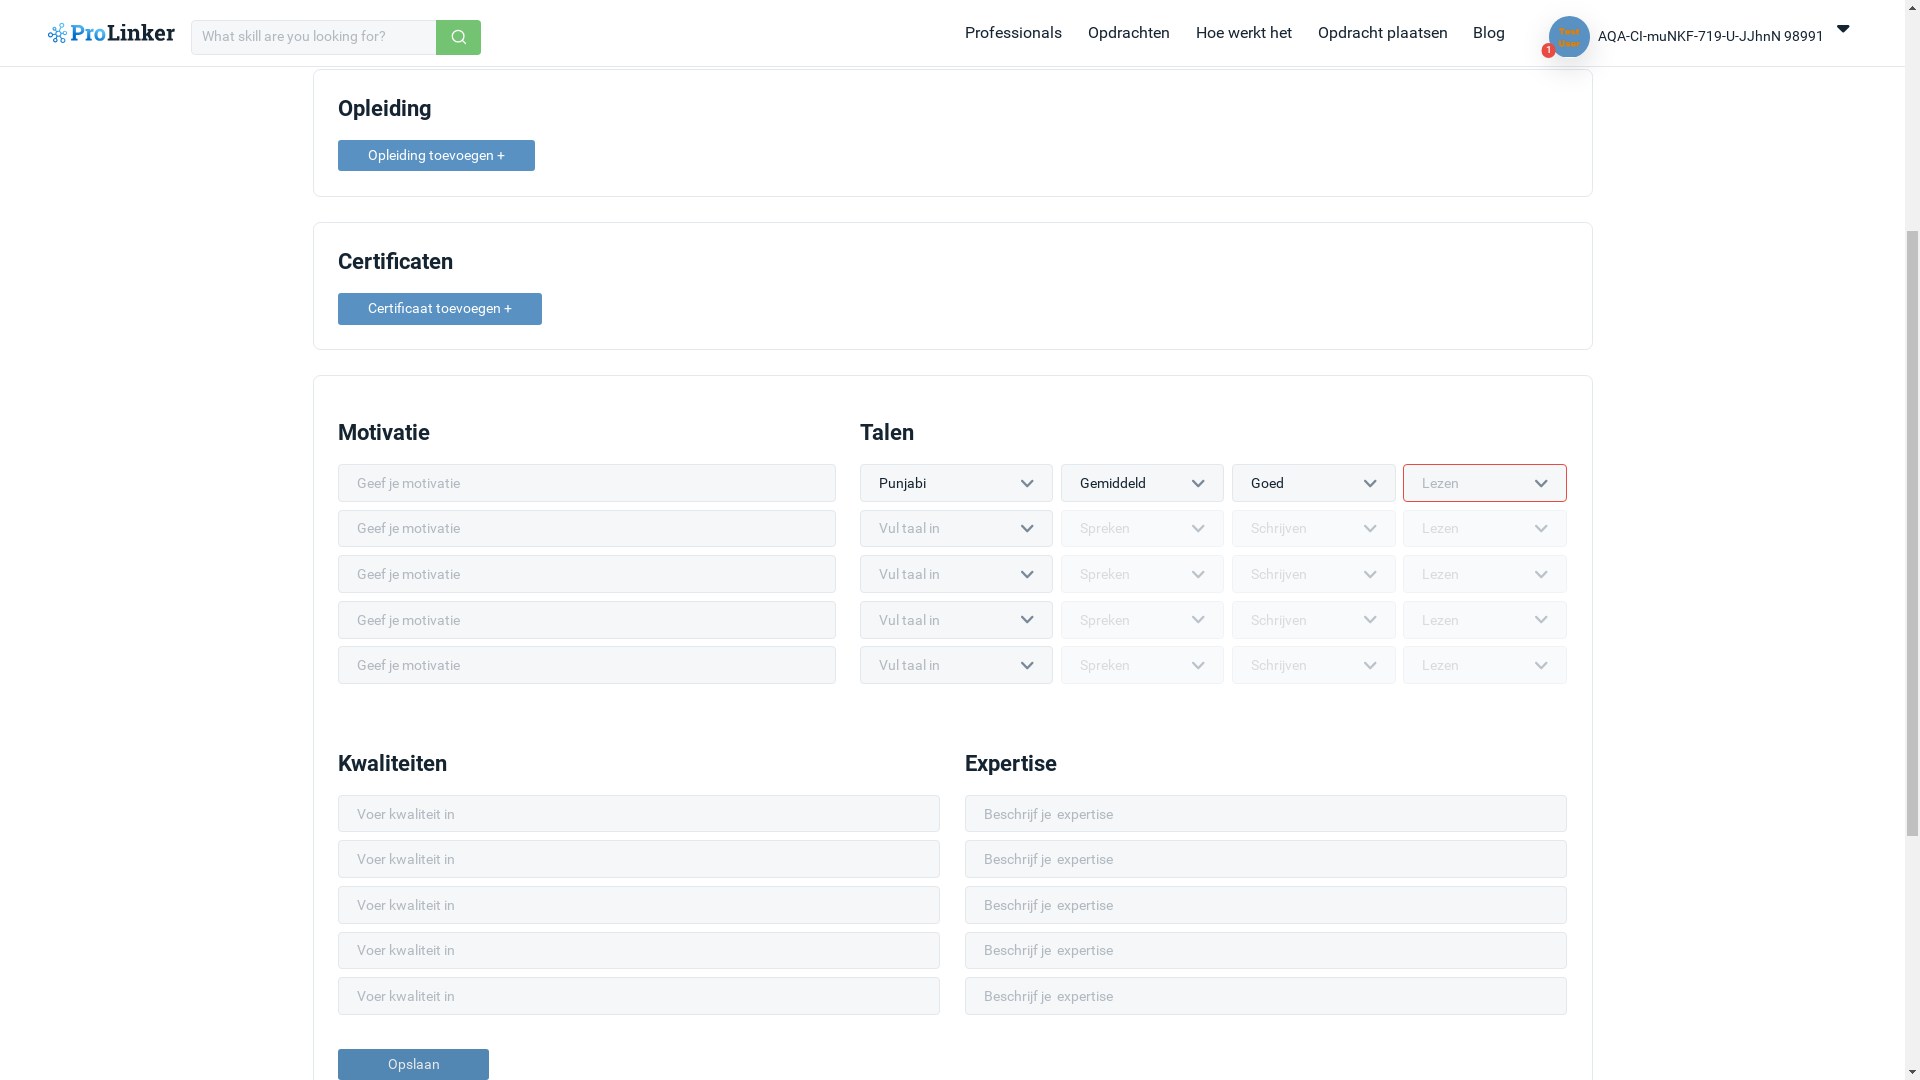 ProLinker
What skill are you looking for?
Professionals
Opdrachten
Hoe werkt het
Opdracht plaatsen
Blog
Test
User
1
AQA-CI-muNKF-719-U-JJhnN 98991
Opleiding
Opleiding toevoegen +
Certificaten
Certificaat toevoegen +
Motivatie
Talen
Geef je motivatie
Punjabi
Gemiddeld
Goed
Lezen
Geef je motivatie
Vul taal in
Spreken
Schrijven
Lezen
Geef je motivatie
Vul taal in
Spreken
Schrijven
Lezen
Geef je motivatie
Vul taal in
Spreken
Schrijven
Lezen
Geef je motivatie
Vul taal in
Spreken
Schrijven
Lezen
Kwaliteiten
Expertise
Voer kwaliteit in
Beschrijf je  expertise
Voer kwaliteit in
Beschrijf je  expertise
Voer kwaliteit in
Beschrijf je  expertise
Voer kwaliteit in
Beschrijf je  expertise
Voer kwaliteit in
Beschrijf je  expertise
Opslaan